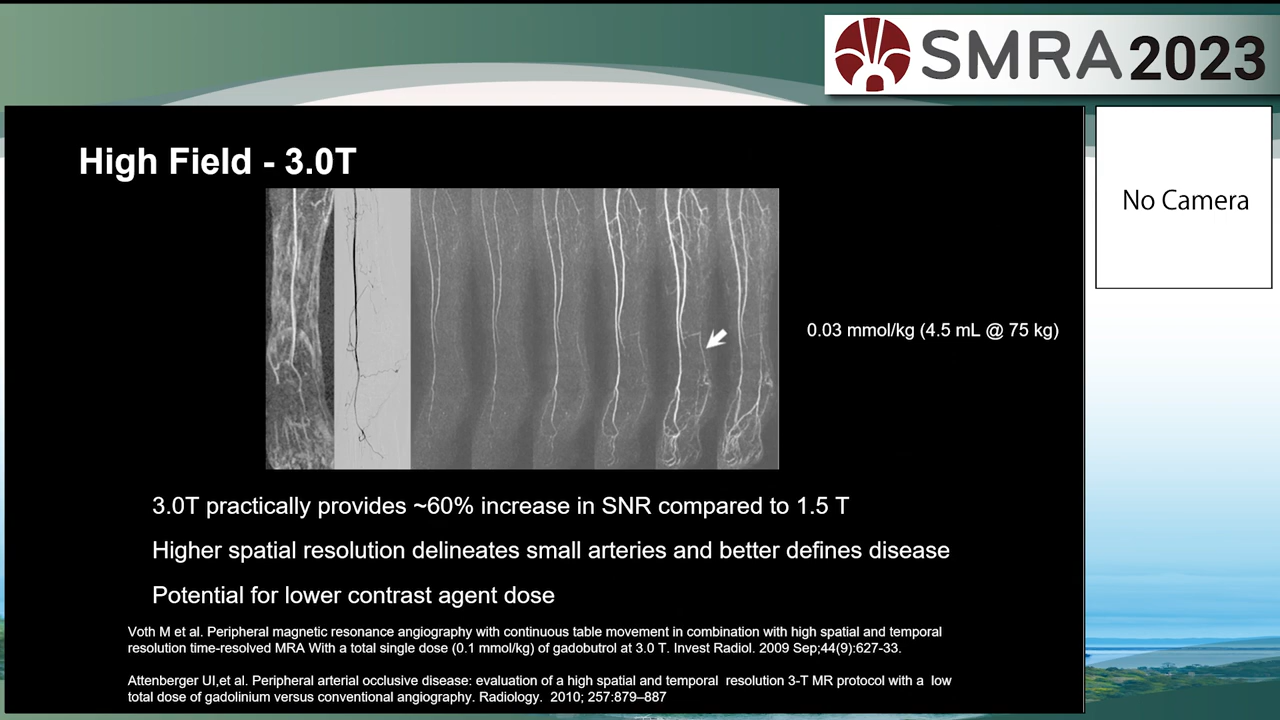 SMRA 2023
High Field - 3.0T
No Camera
0.03 mmol/kg (4.5 mL @ 75 kg)
3.0T practically provides ~60% increase in SNR compared to 1.5 T
Higher spatial resolution delineates small arteries and better defines disease
Potential for lower contrast agent dose
Voth M et al. Peripheral magnetic resonance angiography with continuous table movement in combination with high spatial and temporal
resolution time-resolved MRA With a total single dose (0.1 mmol/kg) of gadobutrol at 3.0 T. Invest Radiol. 2009 Sep;44(9):627-33.
Attenberger UI,et al. Peripheral arterial occlusive disease: evaluation of a high spatial and temporal resolution 3-T MR protocol with a low
total dose of gadolinium versus conventional angiography. Radiology. 2010; 257:879–887